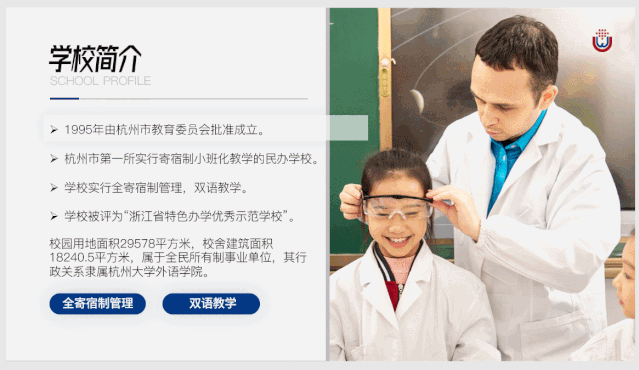 学校简介
SCHOOL PROFILE
➢ 1995年由杭州市教育委员会批准成立。
➢ 杭州市第一所实行寄宿制小班化教学的民办学校。
➢ 学校实行全寄宿制管理，双语教学。
➢ 学校被评为“浙江省特色办学优秀示范学校”。
校园用地面积29578平方米，校舍建筑面积
18240.5平方米，属于全民所有制事业单位，其行
政关系隶属杭州大学外语学院。
全寄宿制管理
双语教学